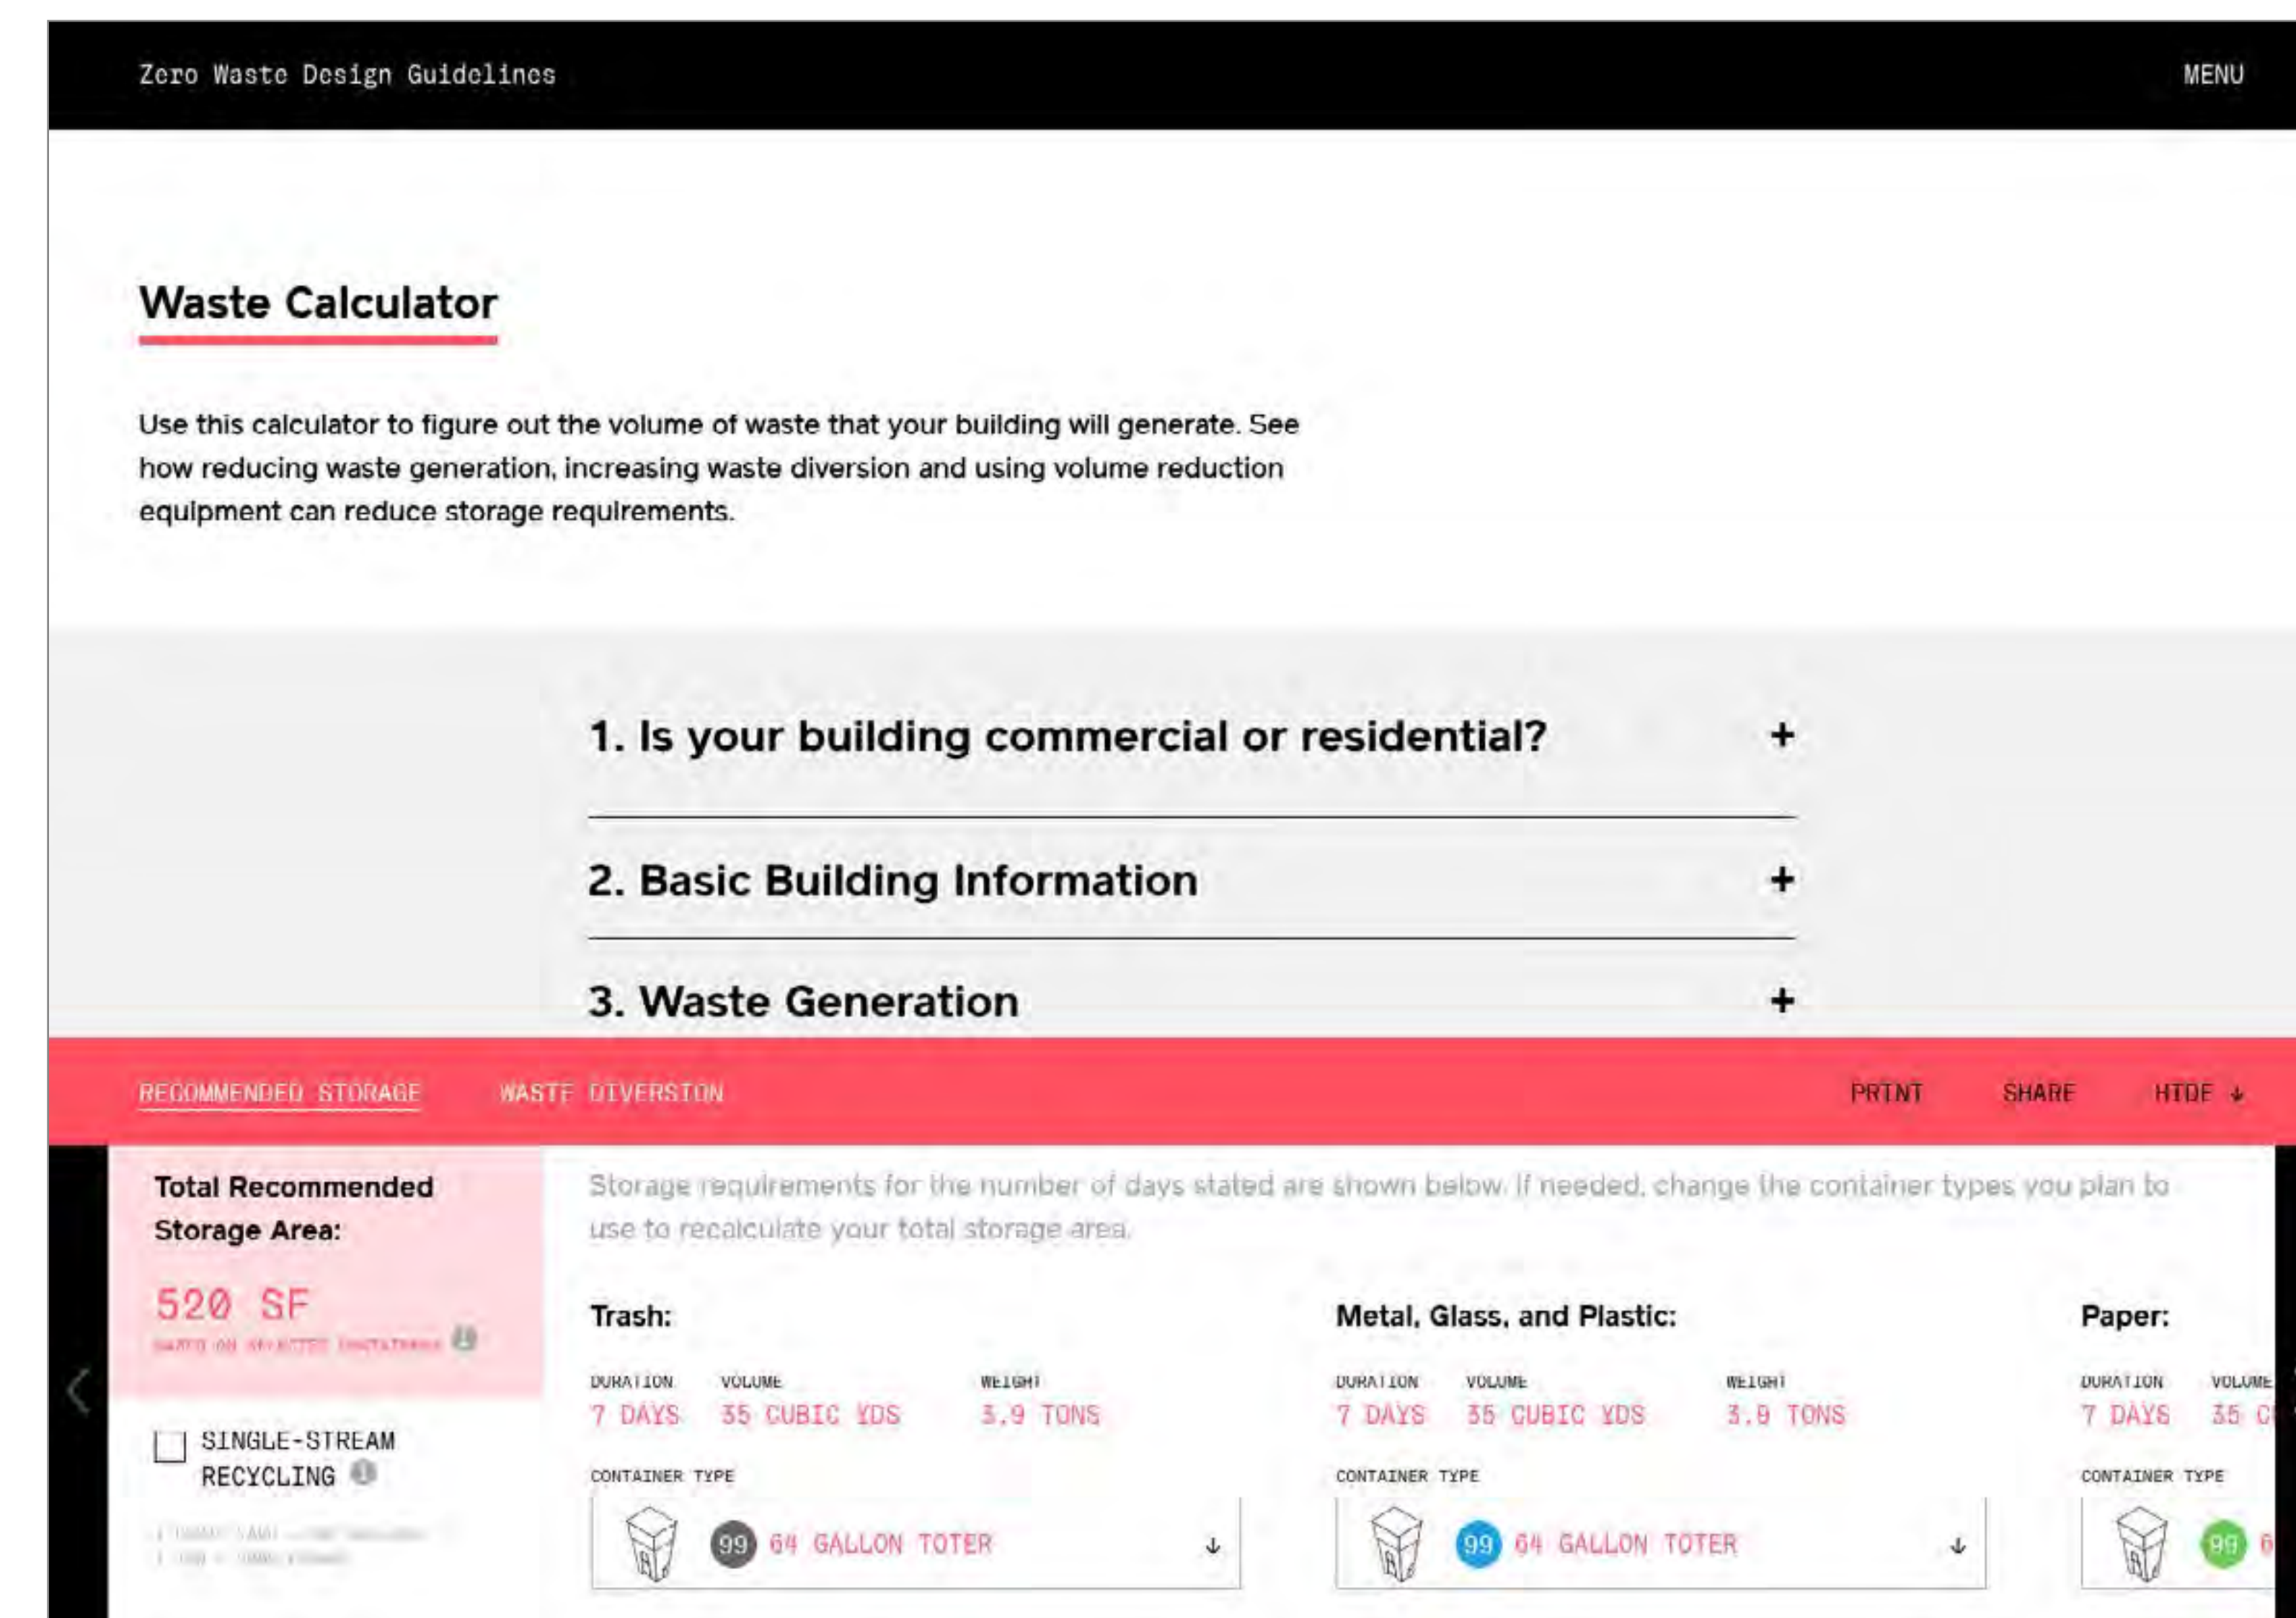 Zero Waste Design Guidelines
MENU
Waste Calculator
Use this calculator to figure out the volume of waste that your building will generate. See
how reducing waste generation, increasing waste diversion and using volume reduction
equipment can reduce storage requirements.
1. Is your building commercial or residential? +
2. Basic Building Information +
3. Waste Generation +
RECOMMENDED STORAGE WASTE DIVERSION PRINT SHARE HIDE ↓
Total Recommended
Storage Area:
520 SF
BASED ON SELECTED CONTAINERS
SINGLE-STREAM
RECYCLING
Storage requirements for the number of days stated are shown below. If needed, change the container types you plan to
use to recalculate your total storage area.
Trash:
DURATION VOLUME WEIGHT
7 DAYS 35 CUBIC YDS 3.9 TONS
CONTAINER TYPE
99 64 GALLON TOTER ↓
Metal, Glass, and Plastic:
DURATION VOLUME WEIGHT
7 DAYS 35 CUBIC YDS 3.9 TONS
CONTAINER TYPE
99 64 GALLON TOTER ↓
Paper:
DURATION VOLUME
7 DAYS 35 C
CONTAINER TYPE
99 6